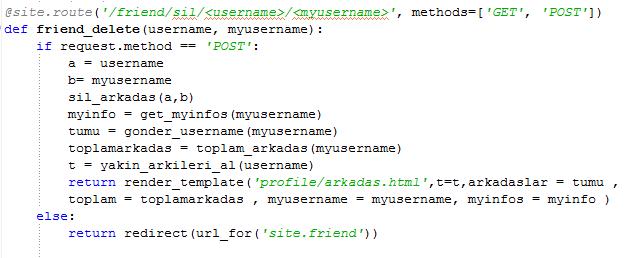 @site.route('/friend/sil/<username>/<myusername>', methods=['GET', 'POST'])
def friend_delete(username, myusername):
    if request.method == 'POST':
        a = username
        b= myusername
        sil_arkadas(a,b)
        myinfo = get_myinfos(myusername)
        tumu = gonder_username(myusername)
        toplamarkadas = toplam_arkadas(myusername)
        t = yakin_arkileri_al(username)
        return render_template('profile/arkadas.html',t=t,arkadaslar = tumu ,
        toplam = toplamarkadas , myusername = myusername, myinfos = myinfo )
    else:
        return redirect(url_for('site.friend'))